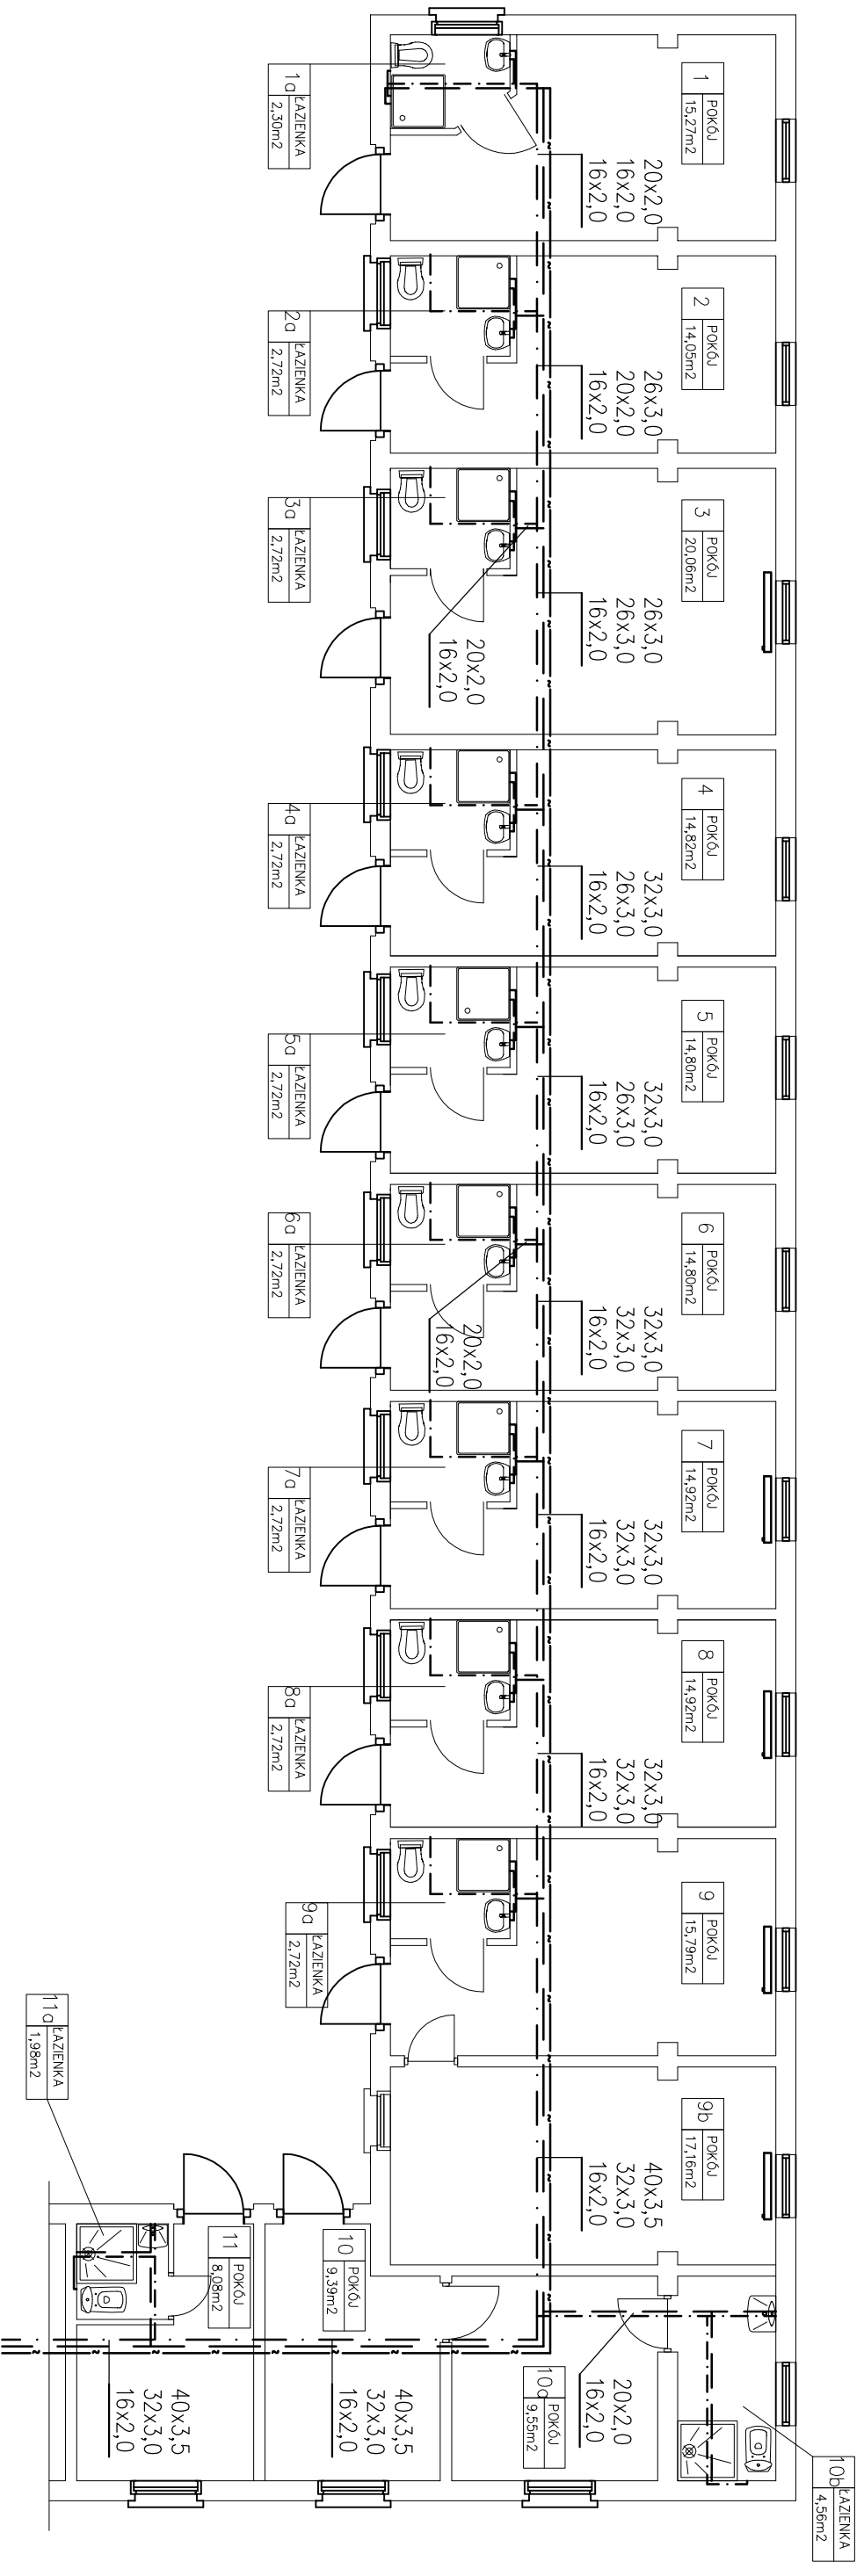 1
POKÓJ
15,27m2
1a
ŁAZIENKA
2,30m2
20x2,0
16x2,0
16x2,0
2
POKÓJ
14,05m2
2a
ŁAZIENKA
2,72m2
26x3,0
20x2,0
16x2,0
3
POKÓJ
20,06m2
3a
ŁAZIENKA
2,72m2
26x3,0
26x3,0
16x2,0
20x2,0
16x2,0
4
POKÓJ
14,82m2
4a
ŁAZIENKA
2,72m2
32x3,0
26x3,0
16x2,0
5
POKÓJ
14,80m2
5a
ŁAZIENKA
2,72m2
32x3,0
26x3,0
16x2,0
6
POKÓJ
14,80m2
6a
ŁAZIENKA
2,72m2
32x3,0
32x3,0
16x2,0
20x2,0
16x2,0
7
POKÓJ
14,92m2
7a
ŁAZIENKA
2,72m2
32x3,0
32x3,0
16x2,0
8
POKÓJ
14,92m2
8a
ŁAZIENKA
2,72m2
32x3,0
32x3,0
16x2,0
9
POKÓJ
15,79m2
9a
ŁAZIENKA
2,72m2
9b
POKÓJ
17,16m2
40x3,5
32x3,0
16x2,0
11a
ŁAZIENKA
1,98m2
11
POKÓJ
8,08m2
10
POKÓJ
9,39m2
10a
POKÓJ
9,55m2
20x2,0
16x2,0
10b
ŁAZIENKA
4,56m2
40x3,5
32x3,0
16x2,0
40x3,5
32x3,0
16x2,0